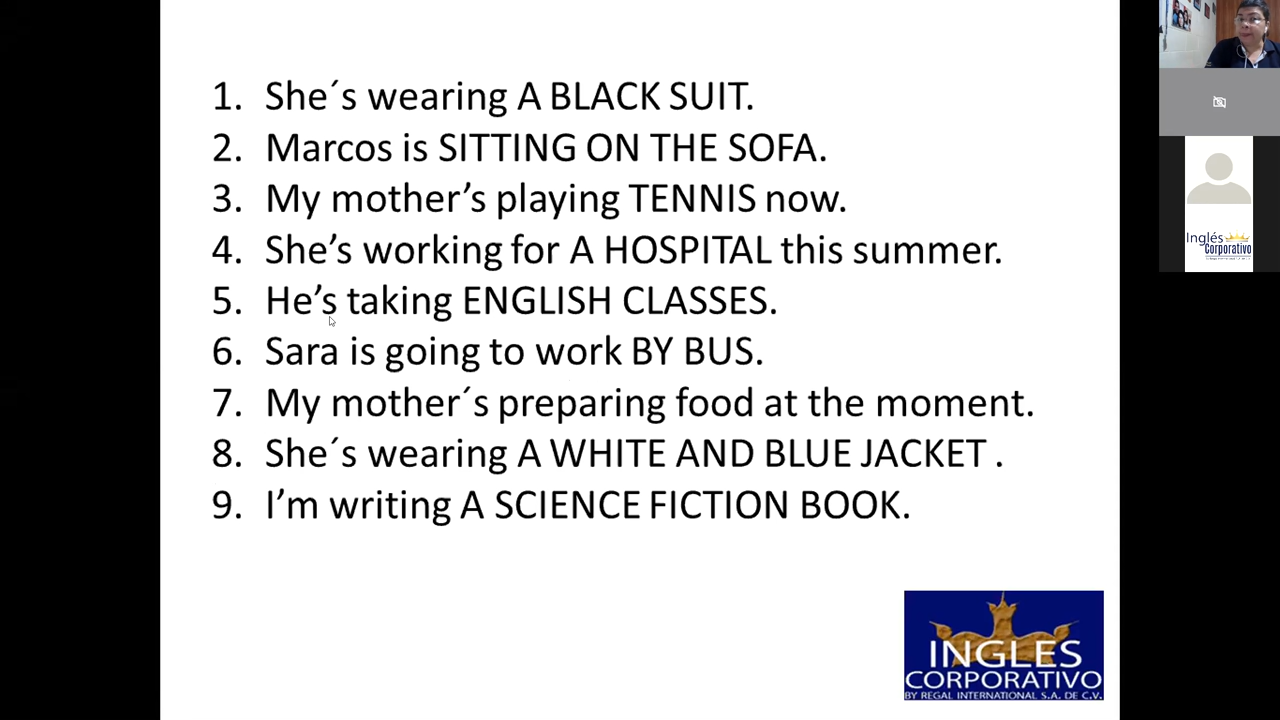 1. She´s wearing A BLACK SUIT.
2. Marcos is SITTING ON THE SOFA.
3. My mother’s playing TENNIS now.
4. She’s working for A HOSPITAL this summer.
5. He’s taking ENGLISH CLASSES.
6. Sara is going to work BY BUS.
7. My mother´s preparing food at the moment.
8. She´s wearing A WHITE AND BLUE JACKET .
9. I’m writing A SCIENCE FICTION BOOK.
INGLES
CORPORATIVO
BY REGAL INTERNATIONAL S.A. DE C.V.
Inglés
Corporativo